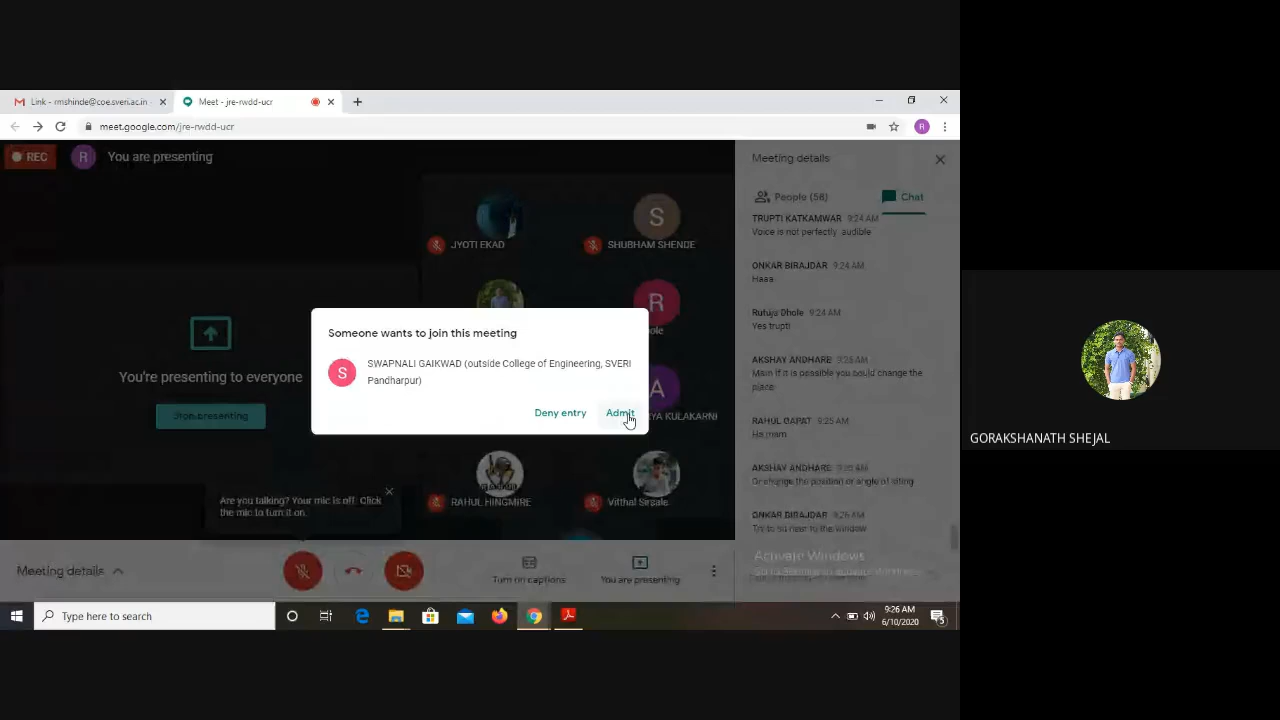 Link - rmshinde@coe.sveri.ac.in
Meet - jre-rwdd-ucr
meet.google.com/jre-rwdd-ucr
R
REC
R
You are presenting
You're presenting to everyone
Stop presenting
Are you talking? Your mic is off. Click
the mic to turn it on.
JYOTI EKAD
S
SHUBHAM SHENDE
R
A
KULAKARNI
RAHUL HINGMIRE
Vitthal Sirsale
Someone wants to join this meeting
S
SWAPNALI GAIKWAD (outside College of Engineering, SVERI
Pandharpur)
Deny entry
Admit
Meeting details
People (58)
Chat
TRUPTI KATKAMWAR 9:24 AM
Voice is not perfectly audible
ONKAR BIRAJDAR 9:24 AM
Haaa
Rutuja Dhole 9:24 AM
Yes trupti
AKSHAY ANDHARE 9:25 AM
Mam if it is possible you could change the
place
RAHUL GAPAT 9:25 AM
Ha mam
AKSHAY ANDHARE 9:25 AM
Or change the position or angle of sitting
ONKAR BIRAJDAR 9:26 AM
Try to sit near to the window
Activate Windows
Meeting details
Turn on captions
You are presenting
Type here to search
9:26 AM
6/10/2020
5
GORAKSHANATH SHEJAL